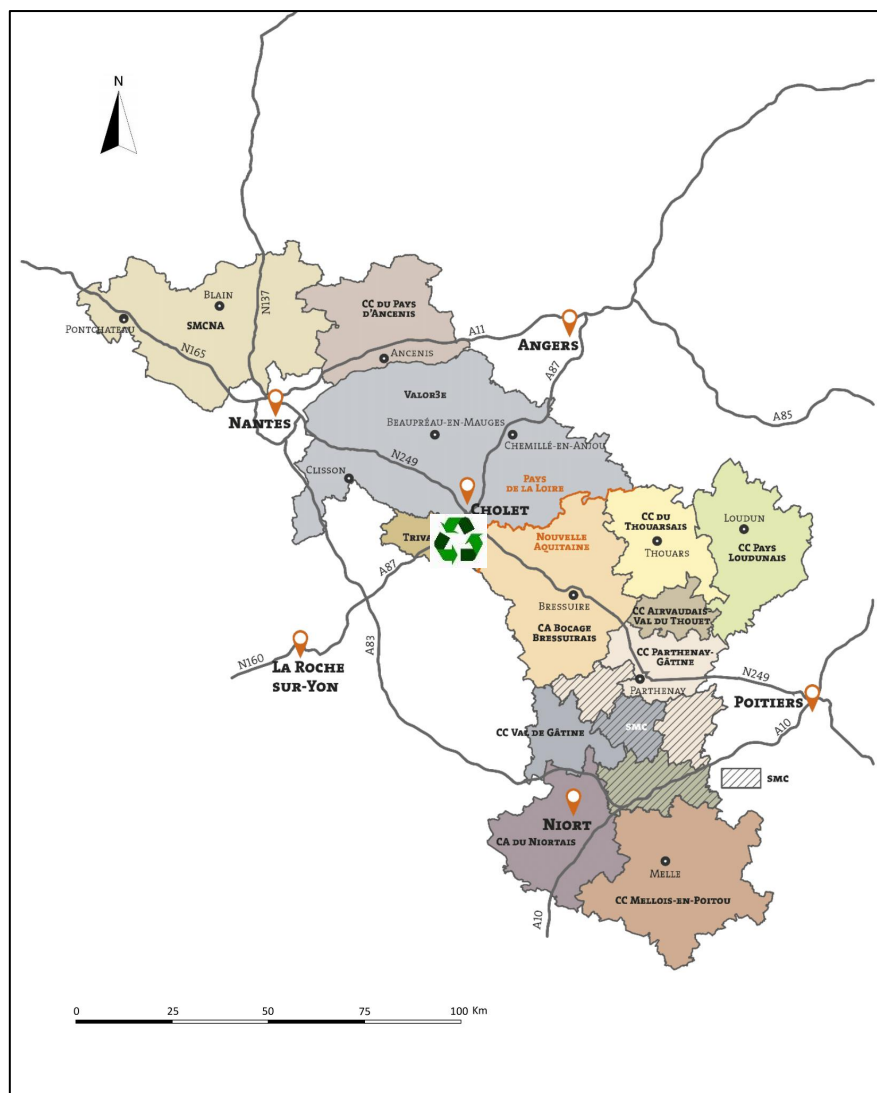 N
Blain
CC du Pays
d'Ancenis
N137
Pontchateau
SMCNA
A11
Angers
N165
Ancenis
A87
Valor3e
Nantes
A85
Beaupréau-en-Mauges
Chemillé-en-Anjou
N249
Clisson
Pays
de la Loire
Cholet
CC du
Thouarsais
Loudun
Nouvelle
Aquitaine
Thouars
CC Pays
Loudunais
A87
Bressuire
CC Airvaudais-
Val du Thouet
CA Bocage
Bressuirais
A83
N160
La Roche
sur-Yon
CC Parthenay-
Gâtine
N249
Parthenay
Poitiers
CC Val de Gâtine
SMC
A10
SMC
Niort
CA du Niortais
Melle
CC Mellois-en-Poitou
A10
0 25 50 75 100 Km